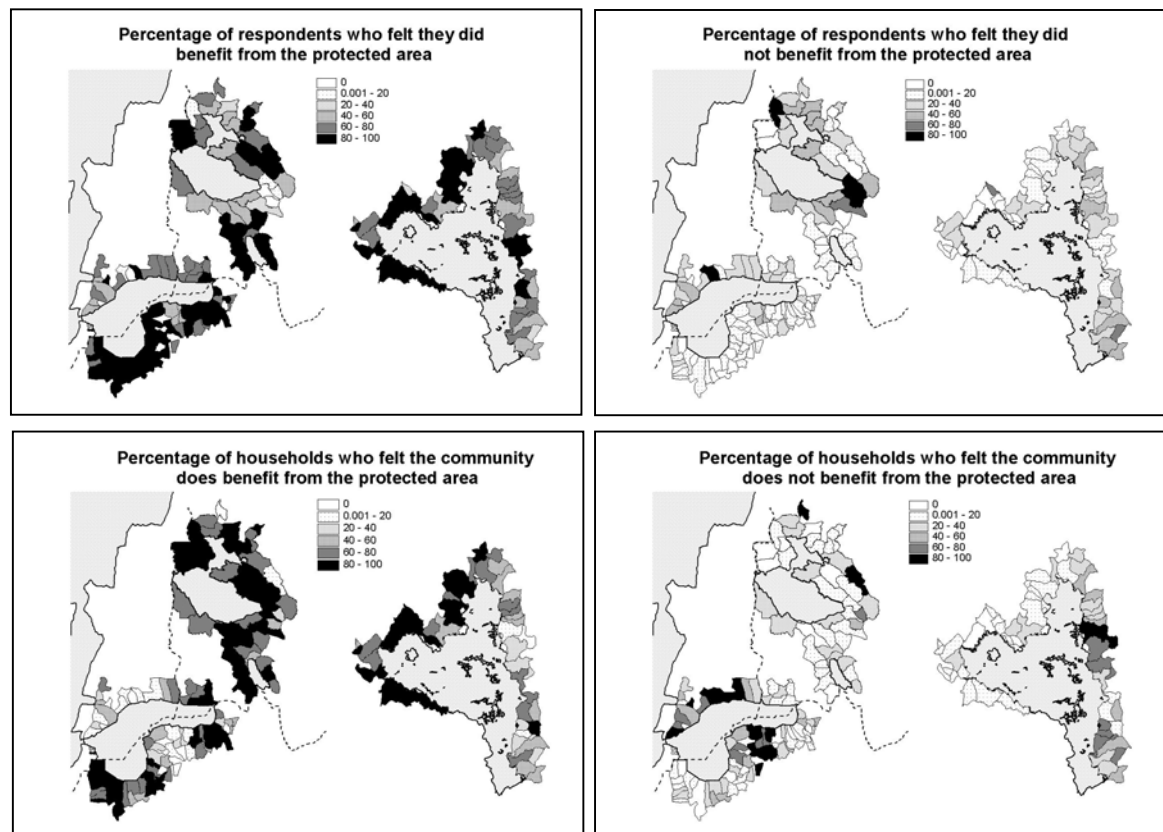 Percentage of respondents who felt they did
benefit from the protected area
0
0.001 - 20
20 - 40
40 - 60
60 - 80
80 - 100
Percentage of respondents who felt they did
not benefit from the protected area
0
0.001 - 20
20 - 40
40 - 60
60 - 80
80 - 100
Percentage of households who felt the community
does benefit from the protected area
0
0.001 - 20
20 - 40
40 - 60
60 - 80
80 - 100
Percentage of households who felt the community
does not benefit from the protected area
0
0.001 - 20
20 - 40
40 - 60
60 - 80
80 - 100